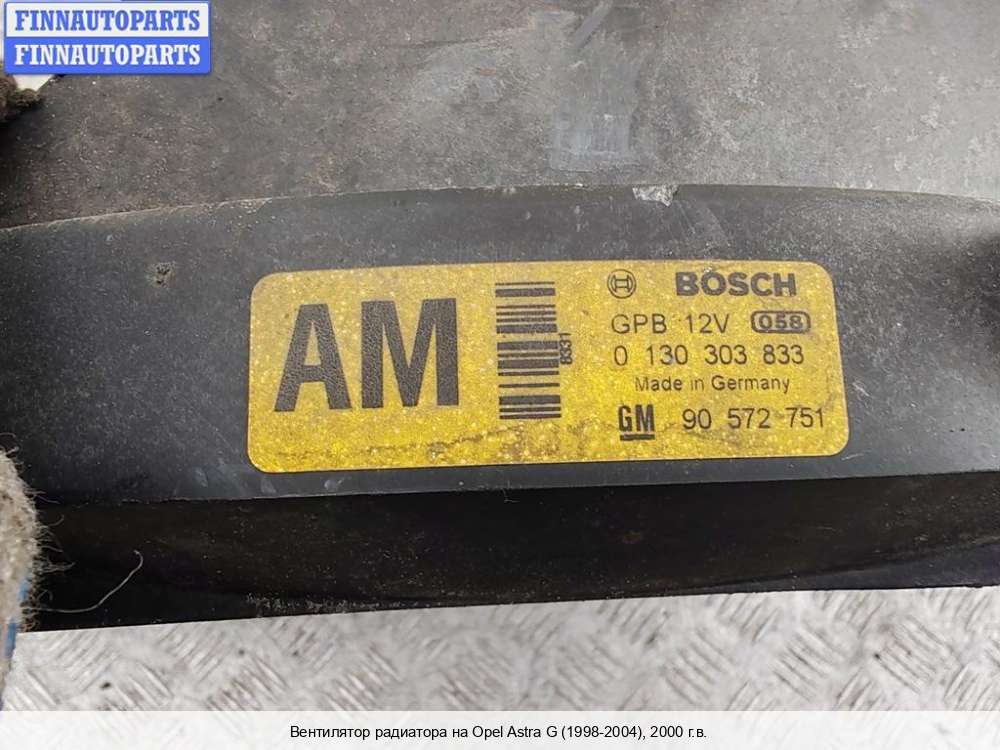 FINNAUTOPARTS
FINNAUTOPARTS
AM
8331
BOSCH
GPB 12V 058
0 130 303 833
Made in Germany
GM 90 572 751
Вентилятор радиатора на Opel Astra G (1998-2004), 2000 г.в.